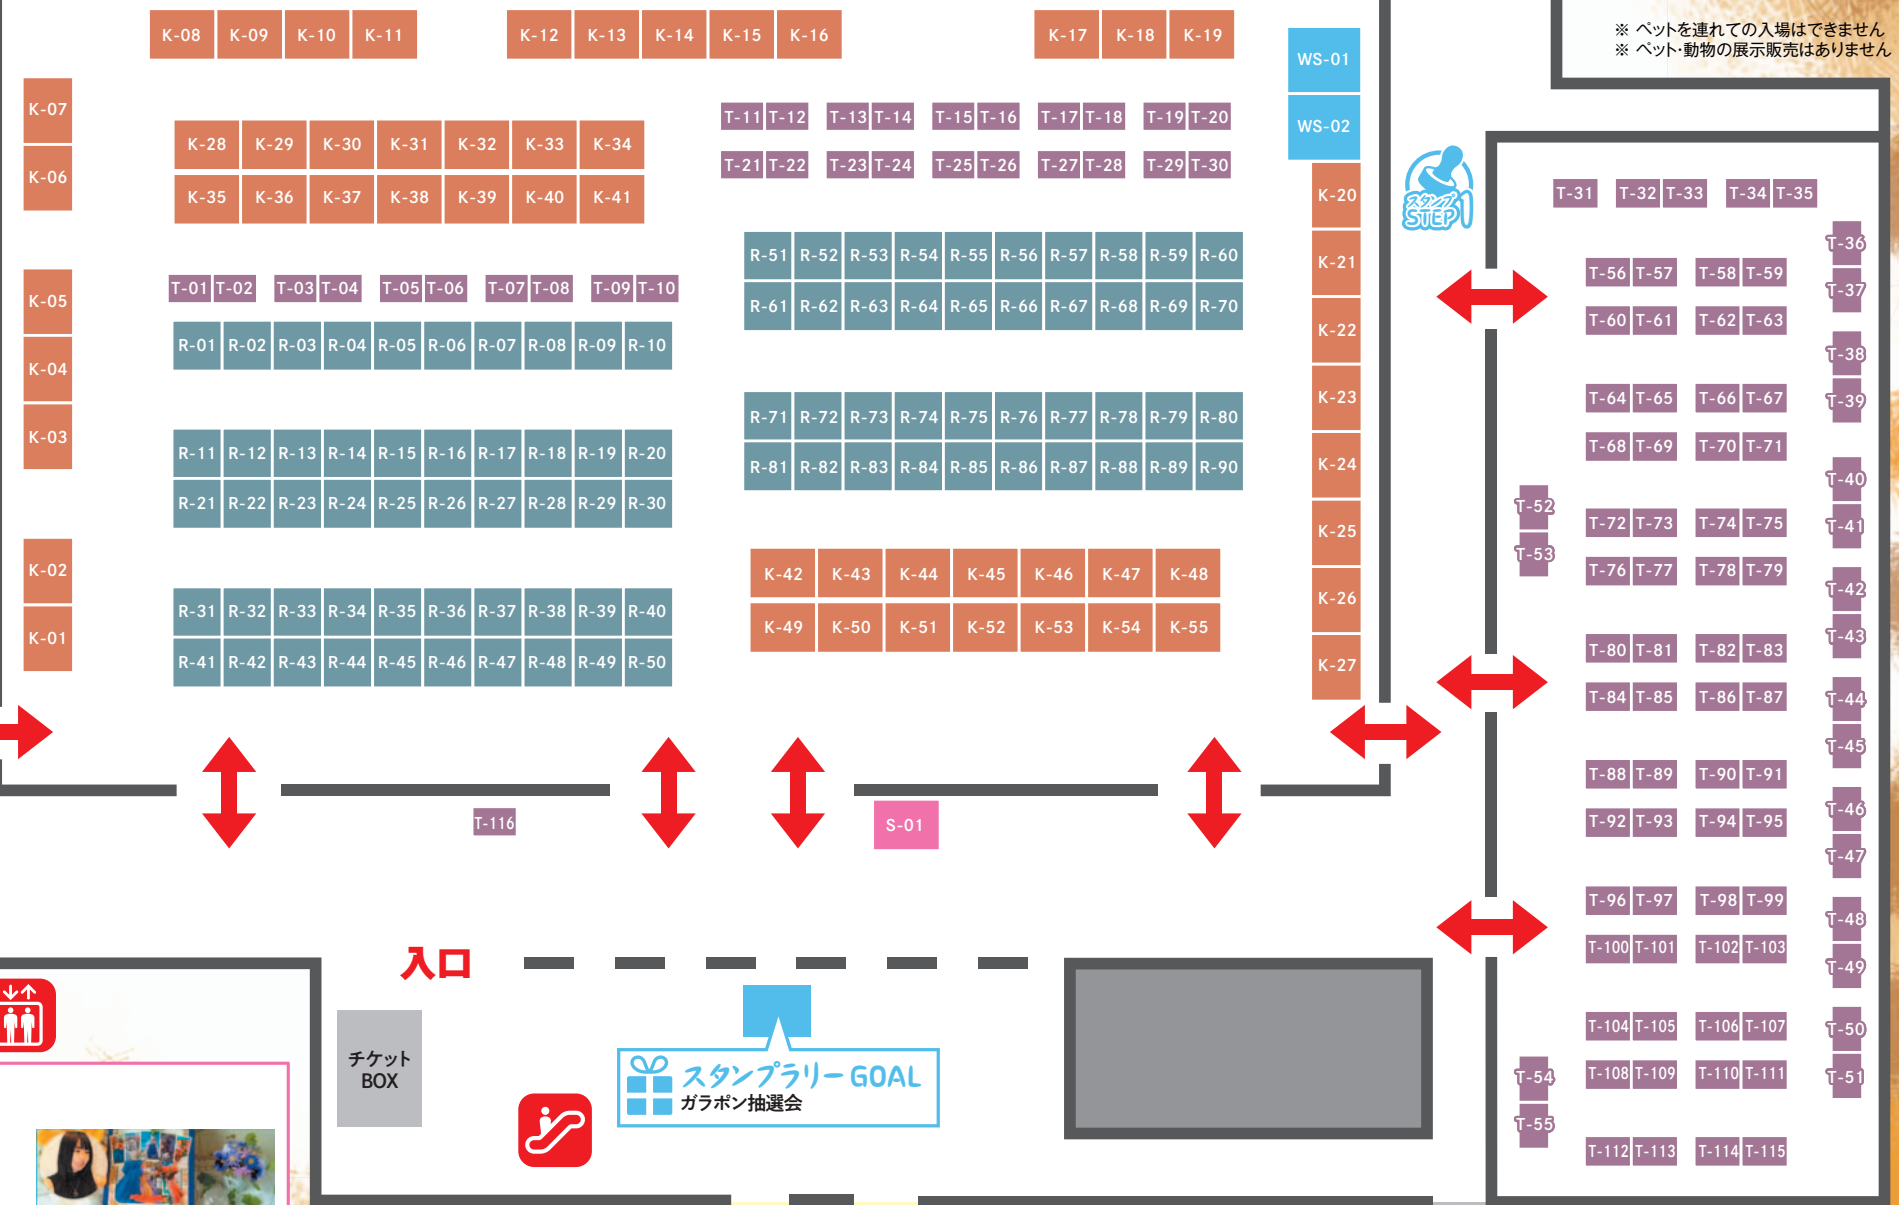 ※ ペットを連れての入場はできません
※ ペット・動物の展示販売はありません
K-08 K-09 K-10 K-11 K-12 K-13 K-14 K-15 K-16 K-17 K-18 K-19
WS-01
WS-02
K-07
K-06
K-05
K-04
K-03
K-02
K-01
K-28 K-29 K-30 K-31 K-32 K-33 K-34
K-35 K-36 K-37 K-38 K-39 K-40 K-41
T-01 T-02 T-03 T-04 T-05 T-06 T-07 T-08 T-09 T-10
R-01 R-02 R-03 R-04 R-05 R-06 R-07 R-08 R-09 R-10
R-11 R-12 R-13 R-14 R-15 R-16 R-17 R-18 R-19 R-20
R-21 R-22 R-23 R-24 R-25 R-26 R-27 R-28 R-29 R-30
R-31 R-32 R-33 R-34 R-35 R-36 R-37 R-38 R-39 R-40
R-41 R-42 R-43 R-44 R-45 R-46 R-47 R-48 R-49 R-50
T-11 T-12 T-13 T-14 T-15 T-16 T-17 T-18 T-19 T-20
T-21 T-22 T-23 T-24 T-25 T-26 T-27 T-28 T-29 T-30
R-51 R-52 R-53 R-54 R-55 R-56 R-57 R-58 R-59 R-60
R-61 R-62 R-63 R-64 R-65 R-66 R-67 R-68 R-69 R-70
R-71 R-72 R-73 R-74 R-75 R-76 R-77 R-78 R-79 R-80
R-81 R-82 R-83 R-84 R-85 R-86 R-87 R-88 R-89 R-90
K-42 K-43 K-44 K-45 K-46 K-47 K-48
K-49 K-50 K-51 K-52 K-53 K-54 K-55
K-20
K-21
K-22
K-23
K-24
K-25
K-26
K-27
スタンプ
STEP1
T-31 T-32 T-33 T-34 T-35
T-36
T-37
T-38
T-39
T-40
T-41
T-42
T-43
T-44
T-45
T-46
T-47
T-48
T-49
T-50
T-51
T-52
T-53
T-54
T-55
T-56 T-57 T-58 T-59
T-60 T-61 T-62 T-63
T-64 T-65 T-66 T-67
T-68 T-69 T-70 T-71
T-72 T-73 T-74 T-75
T-76 T-77 T-78 T-79
T-80 T-81 T-82 T-83
T-84 T-85 T-86 T-87
T-88 T-89 T-90 T-91
T-92 T-93 T-94 T-95
T-96 T-97 T-98 T-99
T-100 T-101 T-102 T-103
T-104 T-105 T-106 T-107
T-108 T-109 T-110 T-111
T-112 T-113 T-114 T-115
T-116
S-01
入口
チケット
BOX
スタンプラリー GOAL
ガラポン抽選会